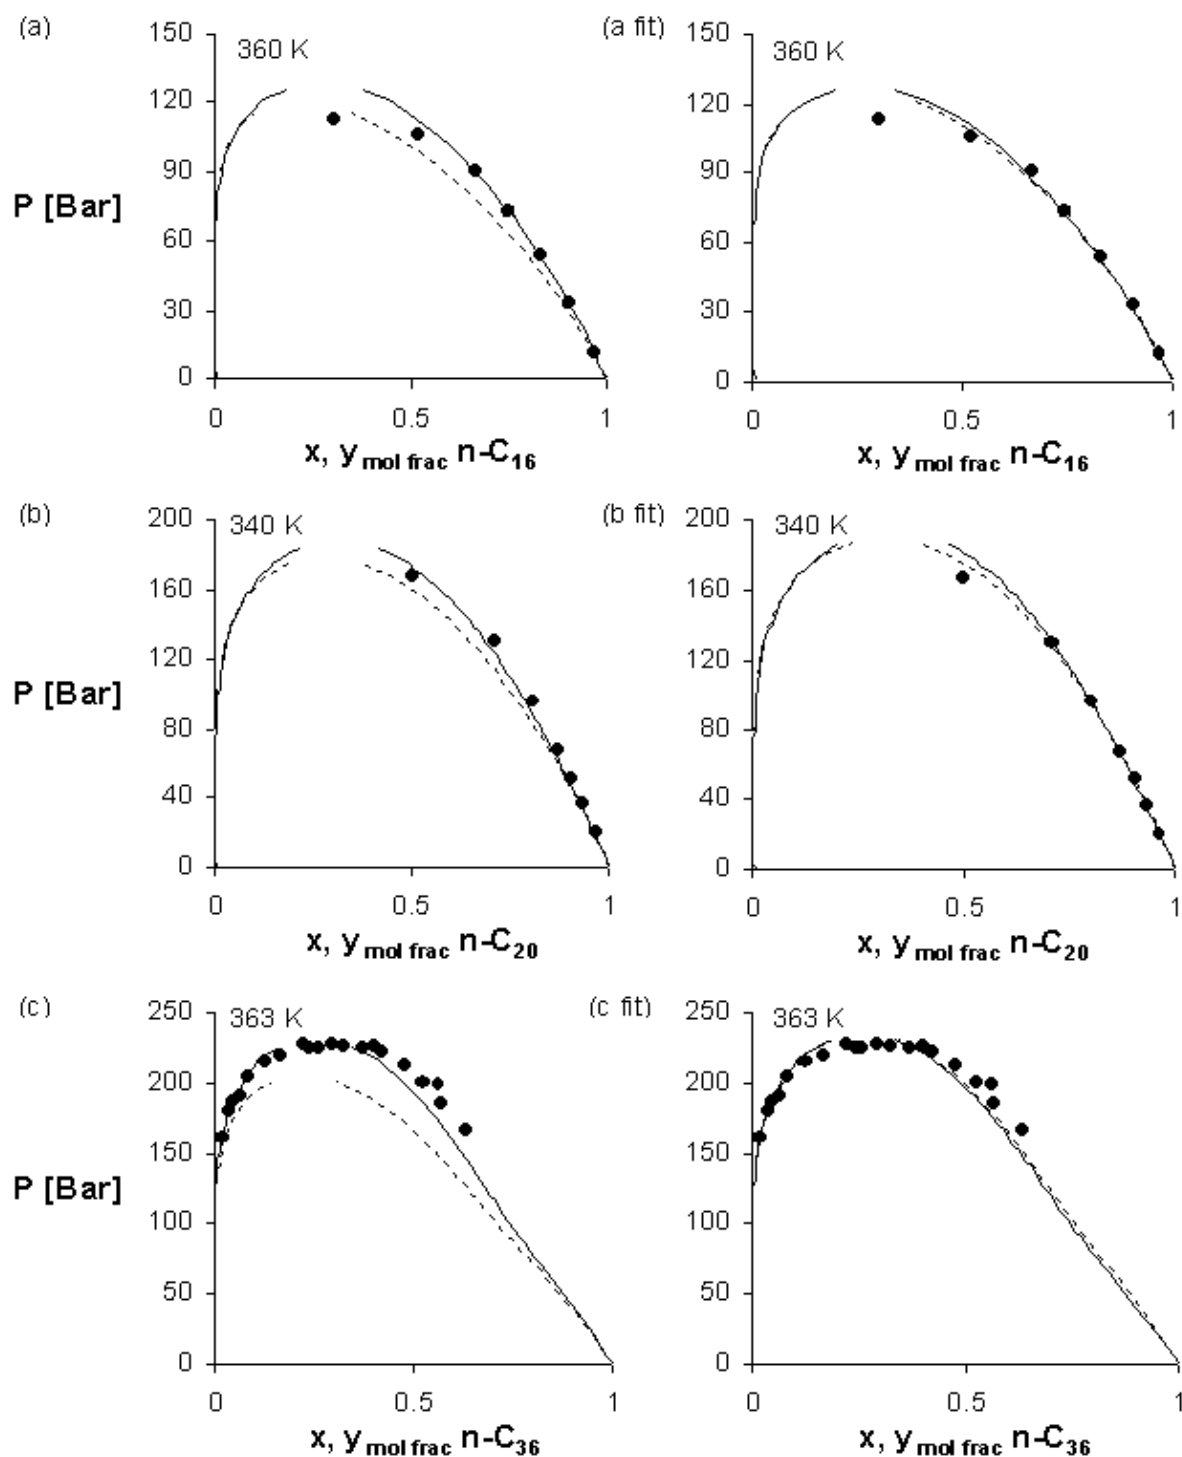 (a)
150
360 K
120
90
P [Bar]
60
30
0
0 0.5 1
x, y mol frac n-C16
(a fit)
150
360 K
120
90
60
30
0
0 0.5 1
x, y mol frac n-C16
(b)
200
340 K
160
120
P [Bar]
80
40
0
0 0.5 1
x, y mol frac n-C20
(b fit)
200
340 K
160
120
80
40
0
0 0.5 1
x, y mol frac n-C20
(c)
250
363 K
200
150
P [Bar]
100
50
0
0 0.5 1
x, y mol frac n-C36
(c fit)
250
363 K
200
150
100
50
0
0 0.5 1
x, y mol frac n-C36